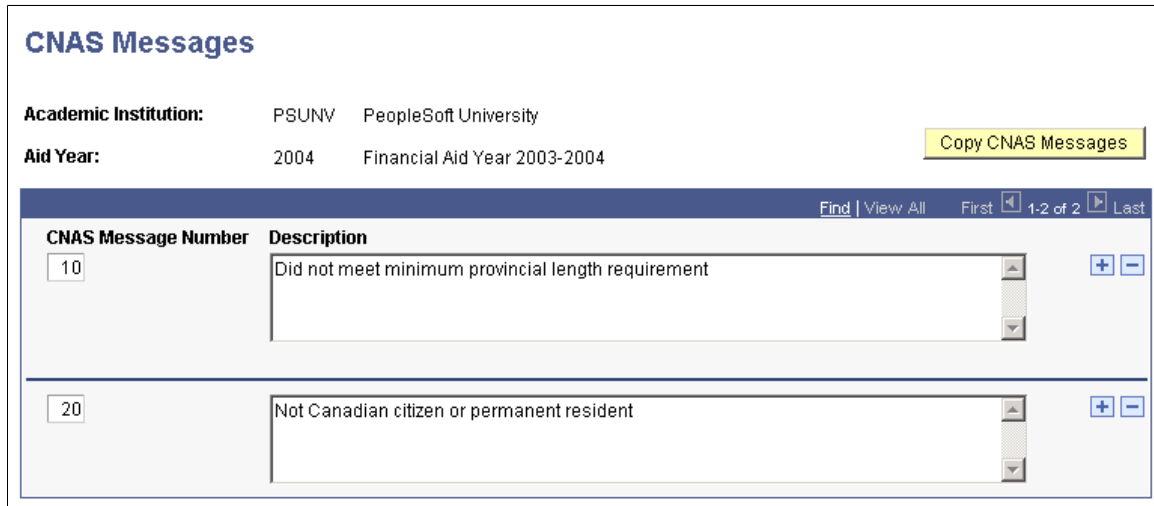 CNAS Messages
Academic Institution: PSUNV PeopleSoft University
Aid Year: 2004 Financial Aid Year 2003-2004
Copy CNAS Messages
Find | View All First 1-2 of 2 Last
CNAS Message Number Description
10 Did not meet minimum provincial length requirement
20 Not Canadian citizen or permanent resident